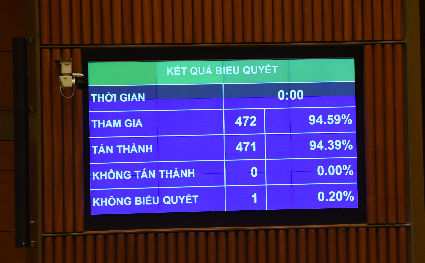 KẾT QUẢ BIỂU QUYẾT
THỜI GIAN 0:00
THAM GIA 472 94.59%
TÁN THÀNH 471 94.39%
KHÔNG TÁN THÀNH 0 0.00%
KHÔNG BIỂU QUYẾT 1 0.20%